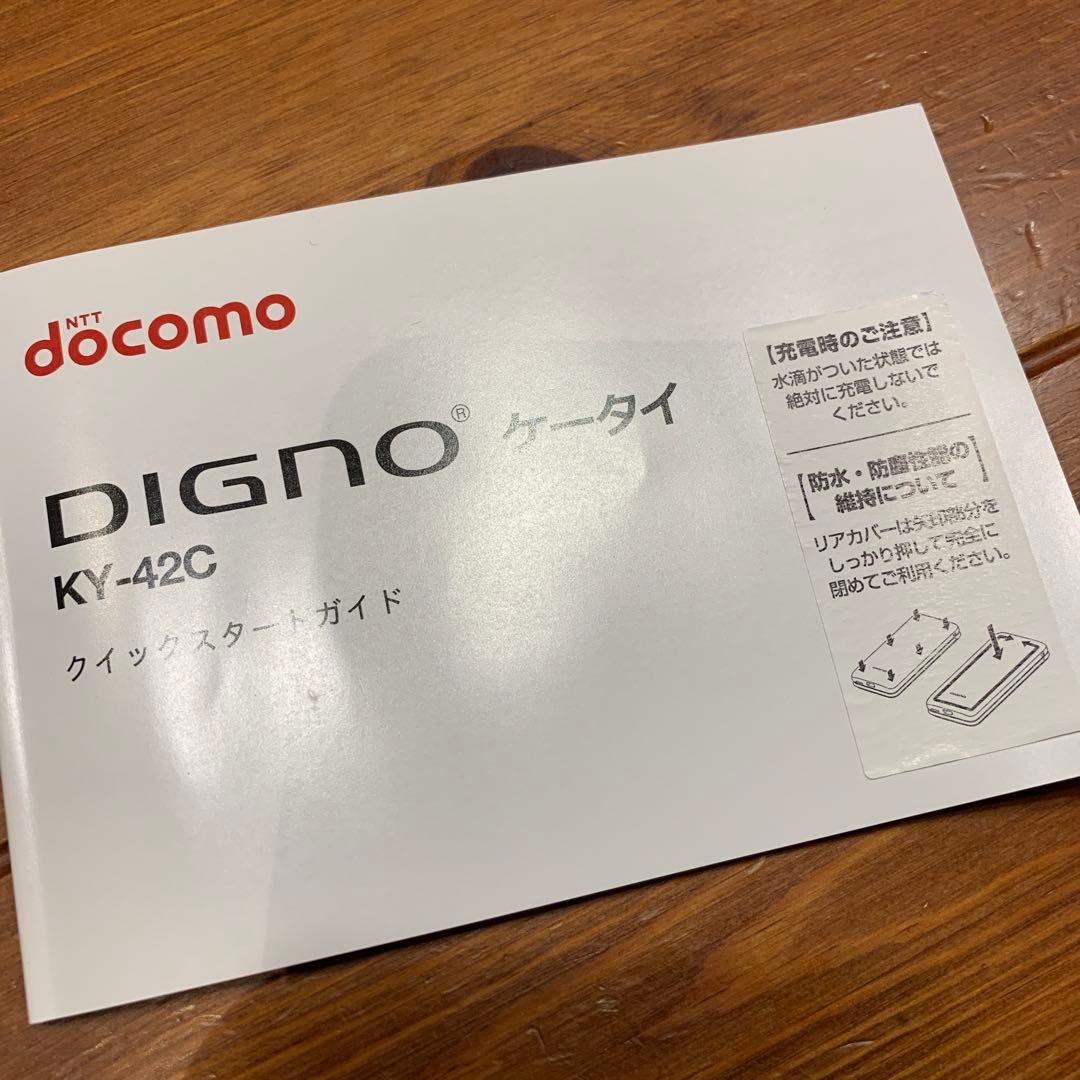 NTT
docomo
DIGNO® ケータイ
KY-42C
クイックスタートガイド
【充電時のご注意】
水滴がついた状態では
絶対に充電しないで
ください。
【防水・防塵性能の
維持について】
リアカバーは矢印部分を
しっかり押して完全に
閉めてご利用ください。